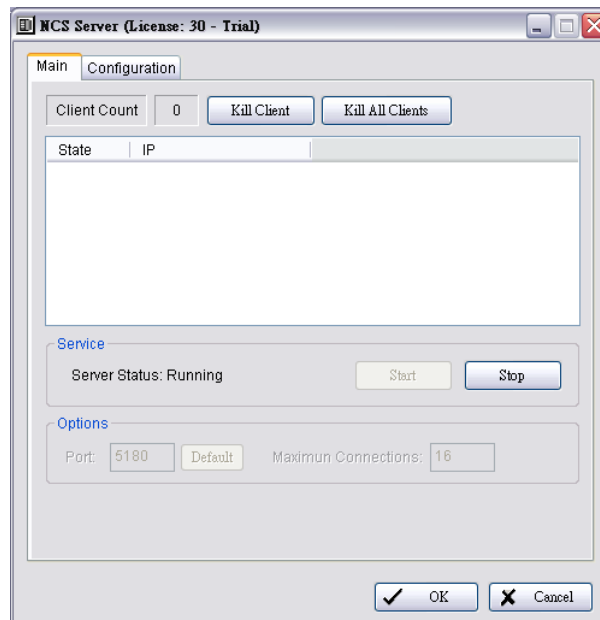 NCS Server (License: 30 - Trial)
Main Configuration
Client Count 0 Kill Client Kill All Clients
State IP
Service
Server Status: Running Start Stop
Options
Port: 5180 Default Maximun Connections: 16
OK Cancel